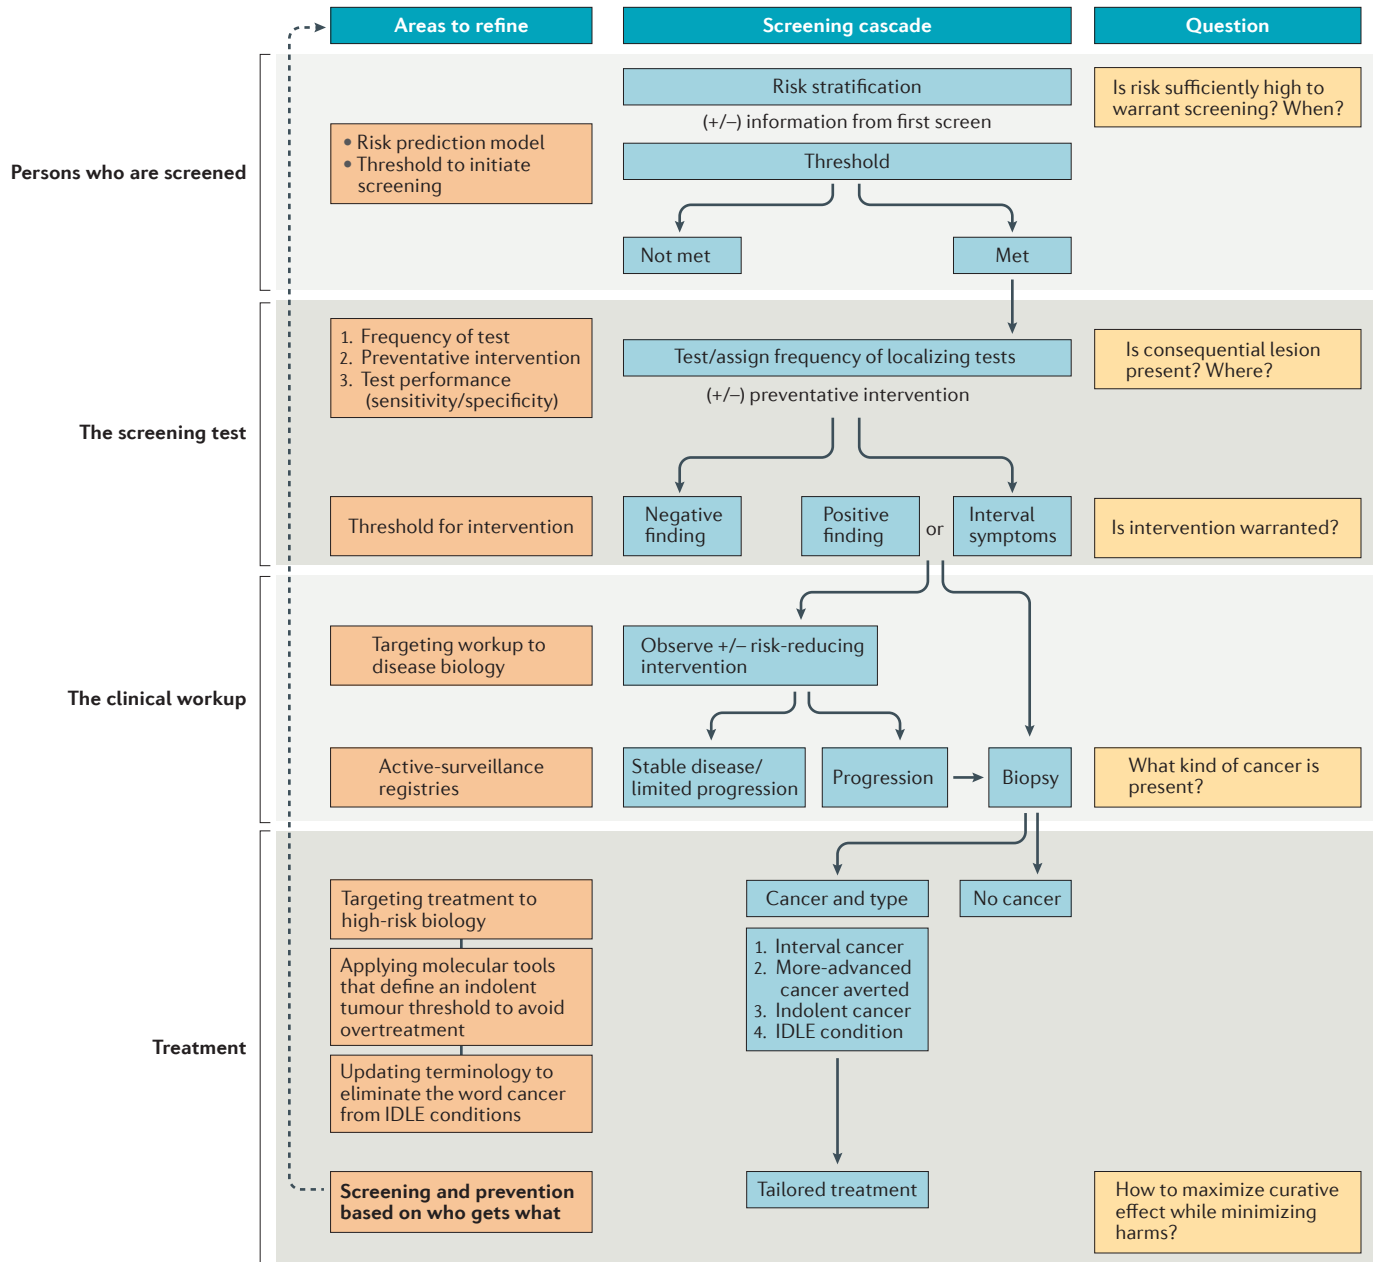 Areas to refine
Screening cascade
Question
Persons who are screened
• Risk prediction model
• Threshold to initiate
screening
Risk stratification
(+/–) information from first screen
Threshold
Not met
Met
Is risk sufficiently high to
warrant screening? When?
The screening test
1. Frequency of test
2. Preventative intervention
3. Test performance
(sensitivity/specificity)
Test/assign frequency of localizing tests
(+/–) preventative intervention
Is consequential lesion
present? Where?
Threshold for intervention
Negative
finding
Positive
finding
or
Interval
symptoms
Is intervention warranted?
The clinical workup
Targeting workup to
disease biology
Observe +/– risk-reducing
intervention
Active-surveillance
registries
Stable disease/
limited progression
Progression
Biopsy
What kind of cancer is
present?
Treatment
Targeting treatment to
high-risk biology
Applying molecular tools
that define an indolent
tumour threshold to avoid
overtreatment
Updating terminology to
eliminate the word cancer
from IDLE conditions
Cancer and type
No cancer
1. Interval cancer
2. More-advanced
cancer averted
3. Indolent cancer
4. IDLE condition
Screening and prevention
based on who gets what
Tailored treatment
How to maximize curative
effect while minimizing
harms?